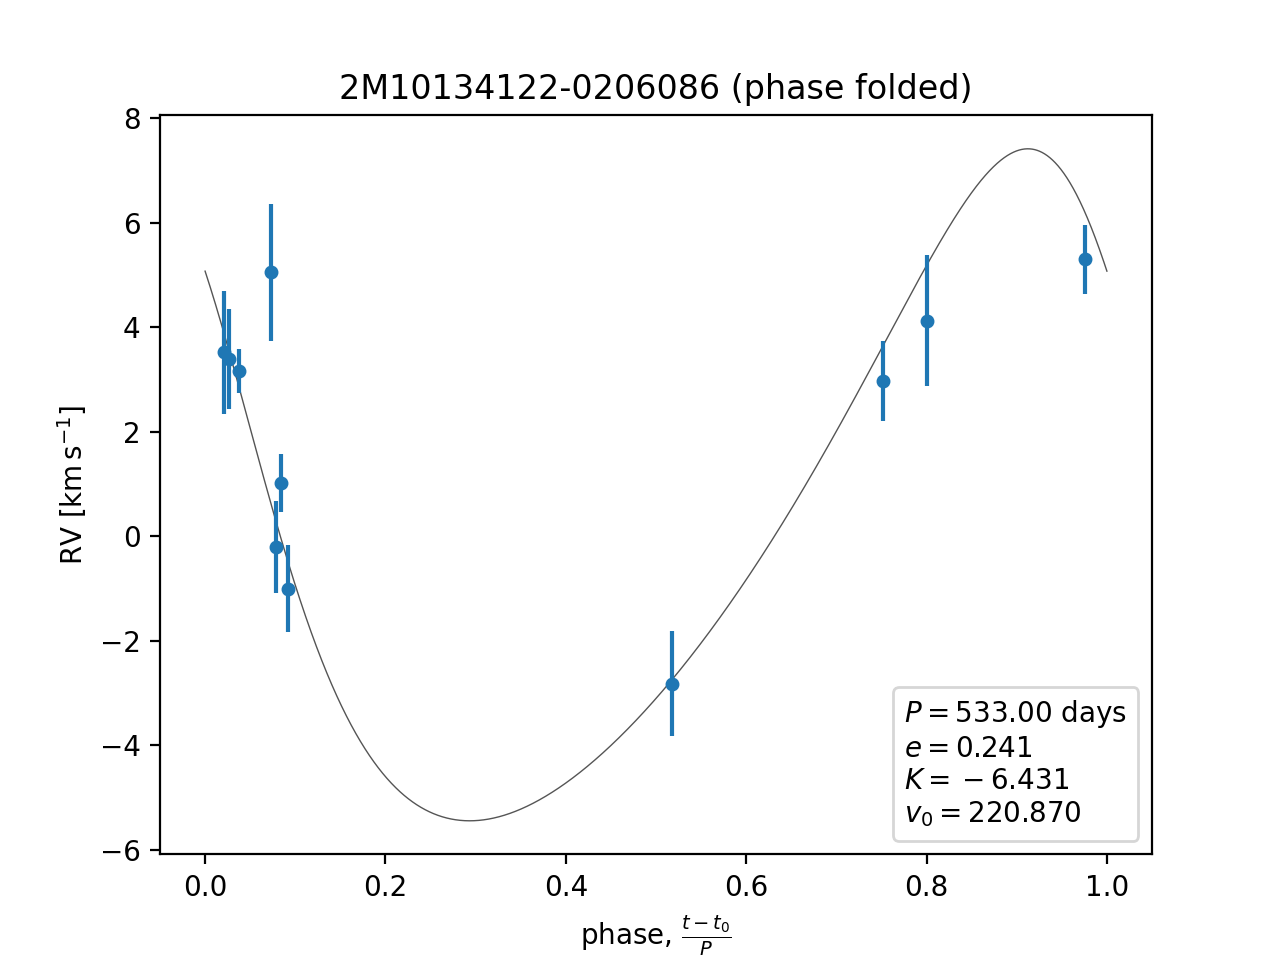 2M10134122-0206086 (phase folded)
RV [km s⁻¹]
8
6
4
2
0
−2
−4
−6
P = 533.00 days
e = 0.241
K = −6.431
v₀ = 220.870
0.0 0.2 0.4 0.6 0.8 1.0
phase, (t − t₀)/P